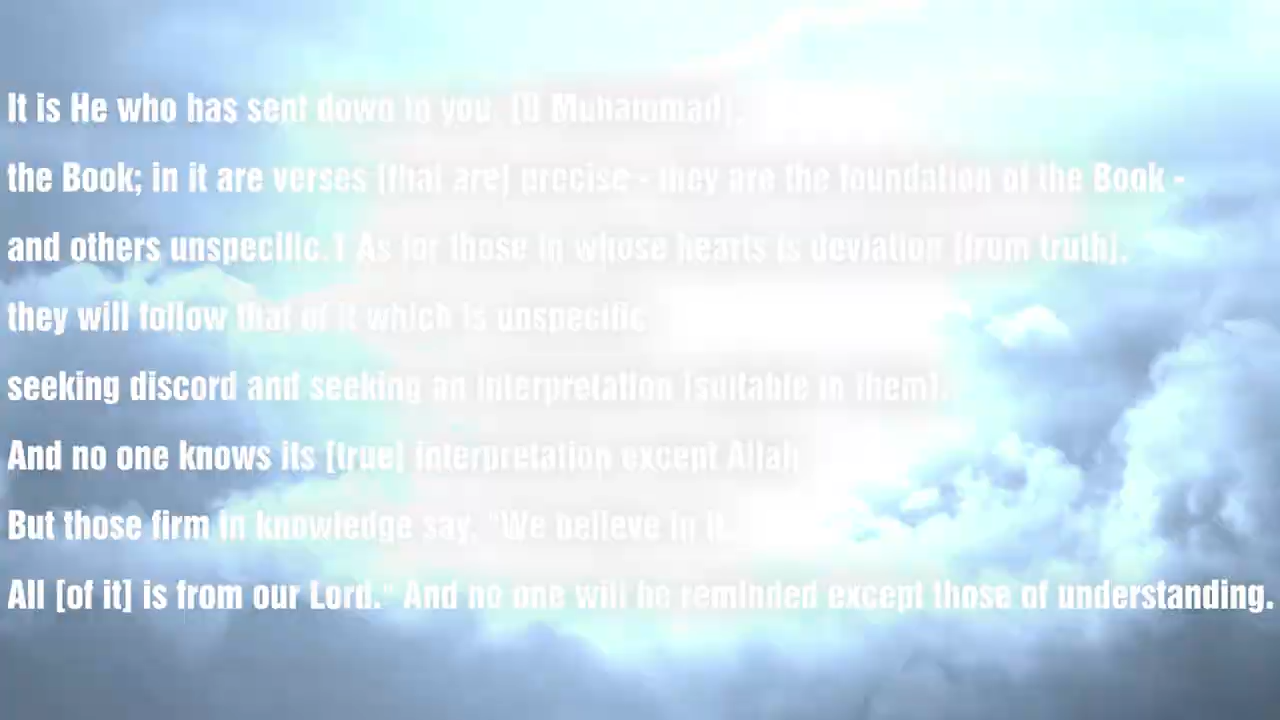 It is He who has sent down to you, [O Muhammad],
the Book; in it are verses [that are] precise - they are the foundation of the Book -
and others unspecific.1 As for those in whose hearts is deviation [from truth],
they will follow that of it which is unspecific
seeking discord and seeking an interpretation [suitable to them].
And no one knows its [true] interpretation except Allah
But those firm in knowledge say, "We believe in it.
All [of it] is from our Lord." And no one will be reminded except those of understanding.